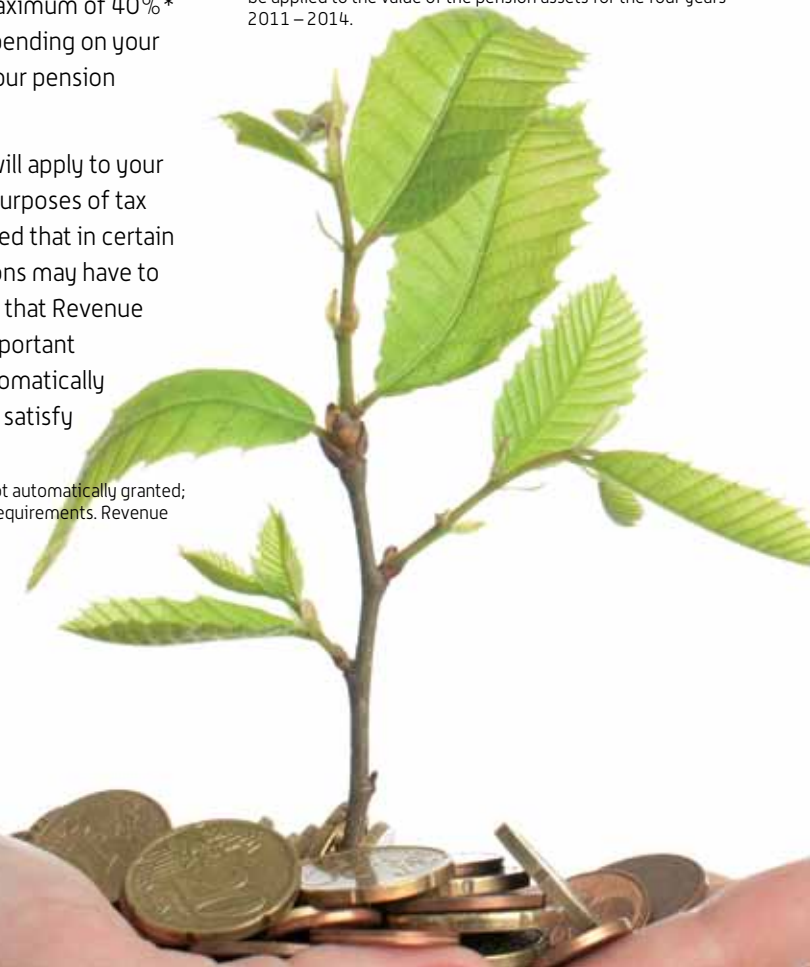 aximum of 40%*
pending on your
our pension
will apply to your
urposes of tax
ed that in certain
ons may have to
that Revenue
portant
omatically
satisfy
ot automatically granted;
equirements. Revenue
be applied to the value of the pension assets for the four years
2011 – 2014.
10